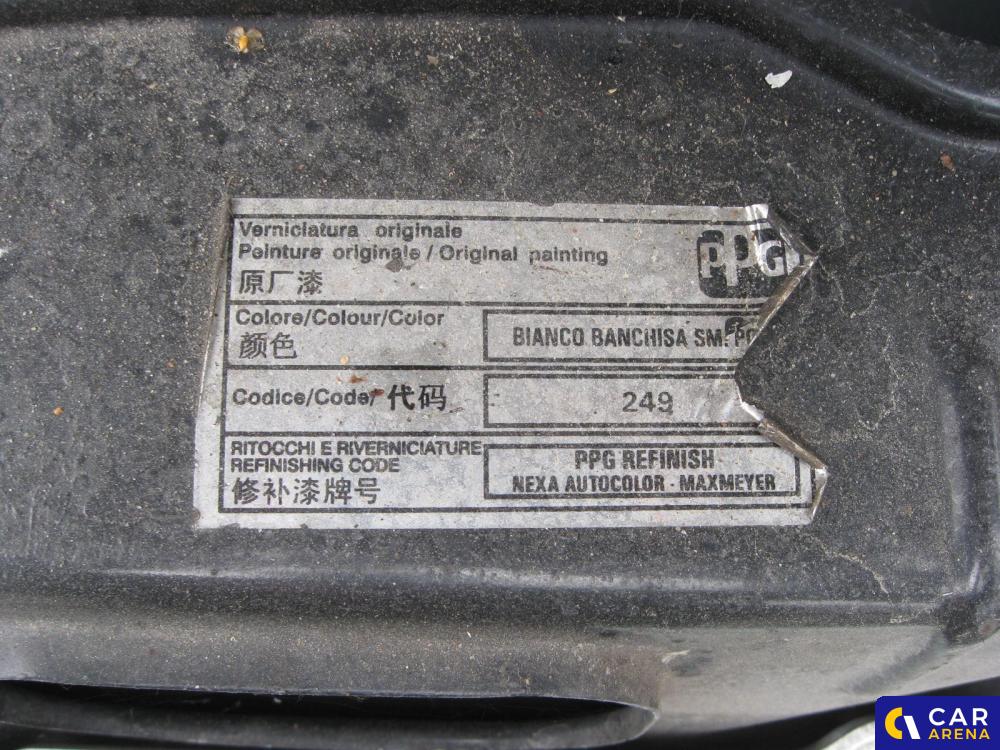 Verniciatura originale
Peinture originale / Original painting
原厂漆
PPG
Colore/Colour/Color
颜色
BIANCO BANCHISA SM.
Codice/Code/ 代码
249
RITOCCHI E RIVERNICIATURE
REFINISHING CODE
修补漆牌号
PPG REFINISH
NEXA AUTOCOLOR - MAXMEYER
CAR
ARENA